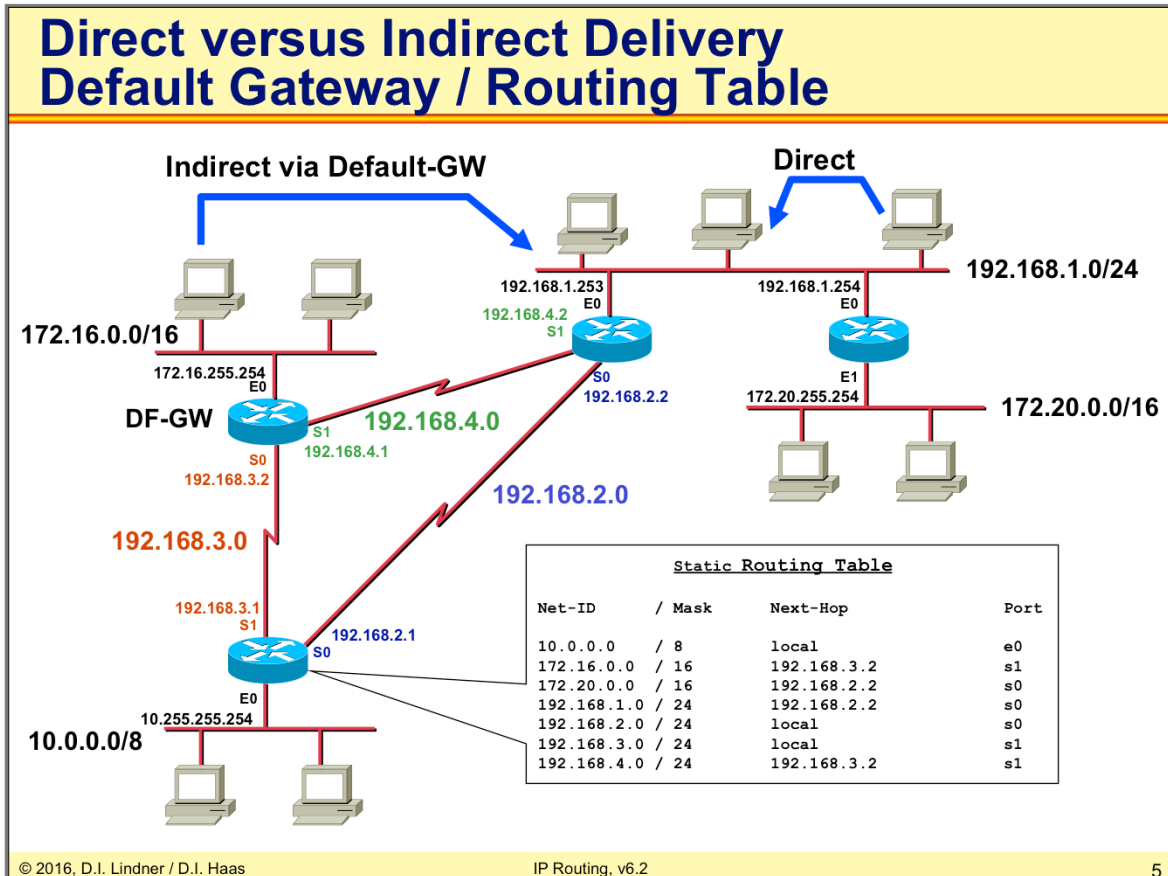 Direct versus Indirect Delivery
Default Gateway / Routing Table
Indirect via Default-GW
Direct
192.168.1.0/24
192.168.1.253
E0
192.168.1.254
E0
192.168.4.2
S1
172.16.0.0/16
172.16.255.254
E0
S0
192.168.2.2
E1
172.20.255.254
172.20.0.0/16
DF-GW
S1
192.168.4.1
192.168.4.0
S0
192.168.3.2
192.168.2.0
192.168.3.0
192.168.3.1
S1
192.168.2.1
S0
E0
10.255.255.254
10.0.0.0/8
Static Routing Table
Net-ID / Mask Next-Hop Port
10.0.0.0 / 8 local e0
172.16.0.0 / 16 192.168.3.2 s1
172.20.0.0 / 16 192.168.2.2 s0
192.168.1.0 / 24 192.168.2.2 s0
192.168.2.0 / 24 local s0
192.168.3.0 / 24 local s1
192.168.4.0 / 24 192.168.3.2 s1
© 2016, D.I. Lindner / D.I. Haas
IP Routing, v6.2
5